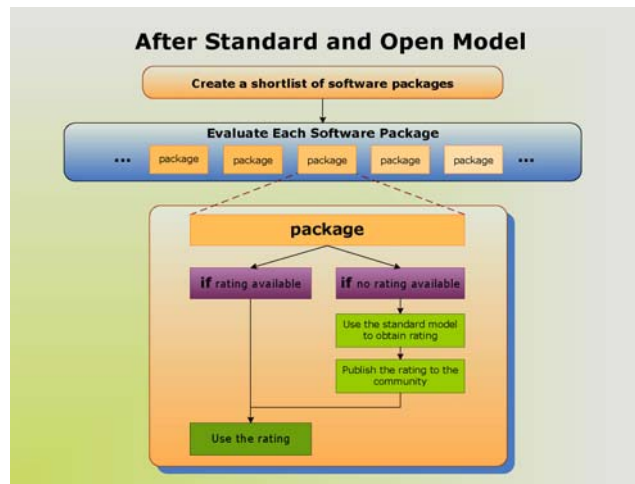 After Standard and Open Model
Create a shortlist of software packages
Evaluate Each Software Package
... package package package package package ...
package
if rating available
if no rating available
Use the standard model
to obtain rating
Publish the rating to the
community
Use the rating